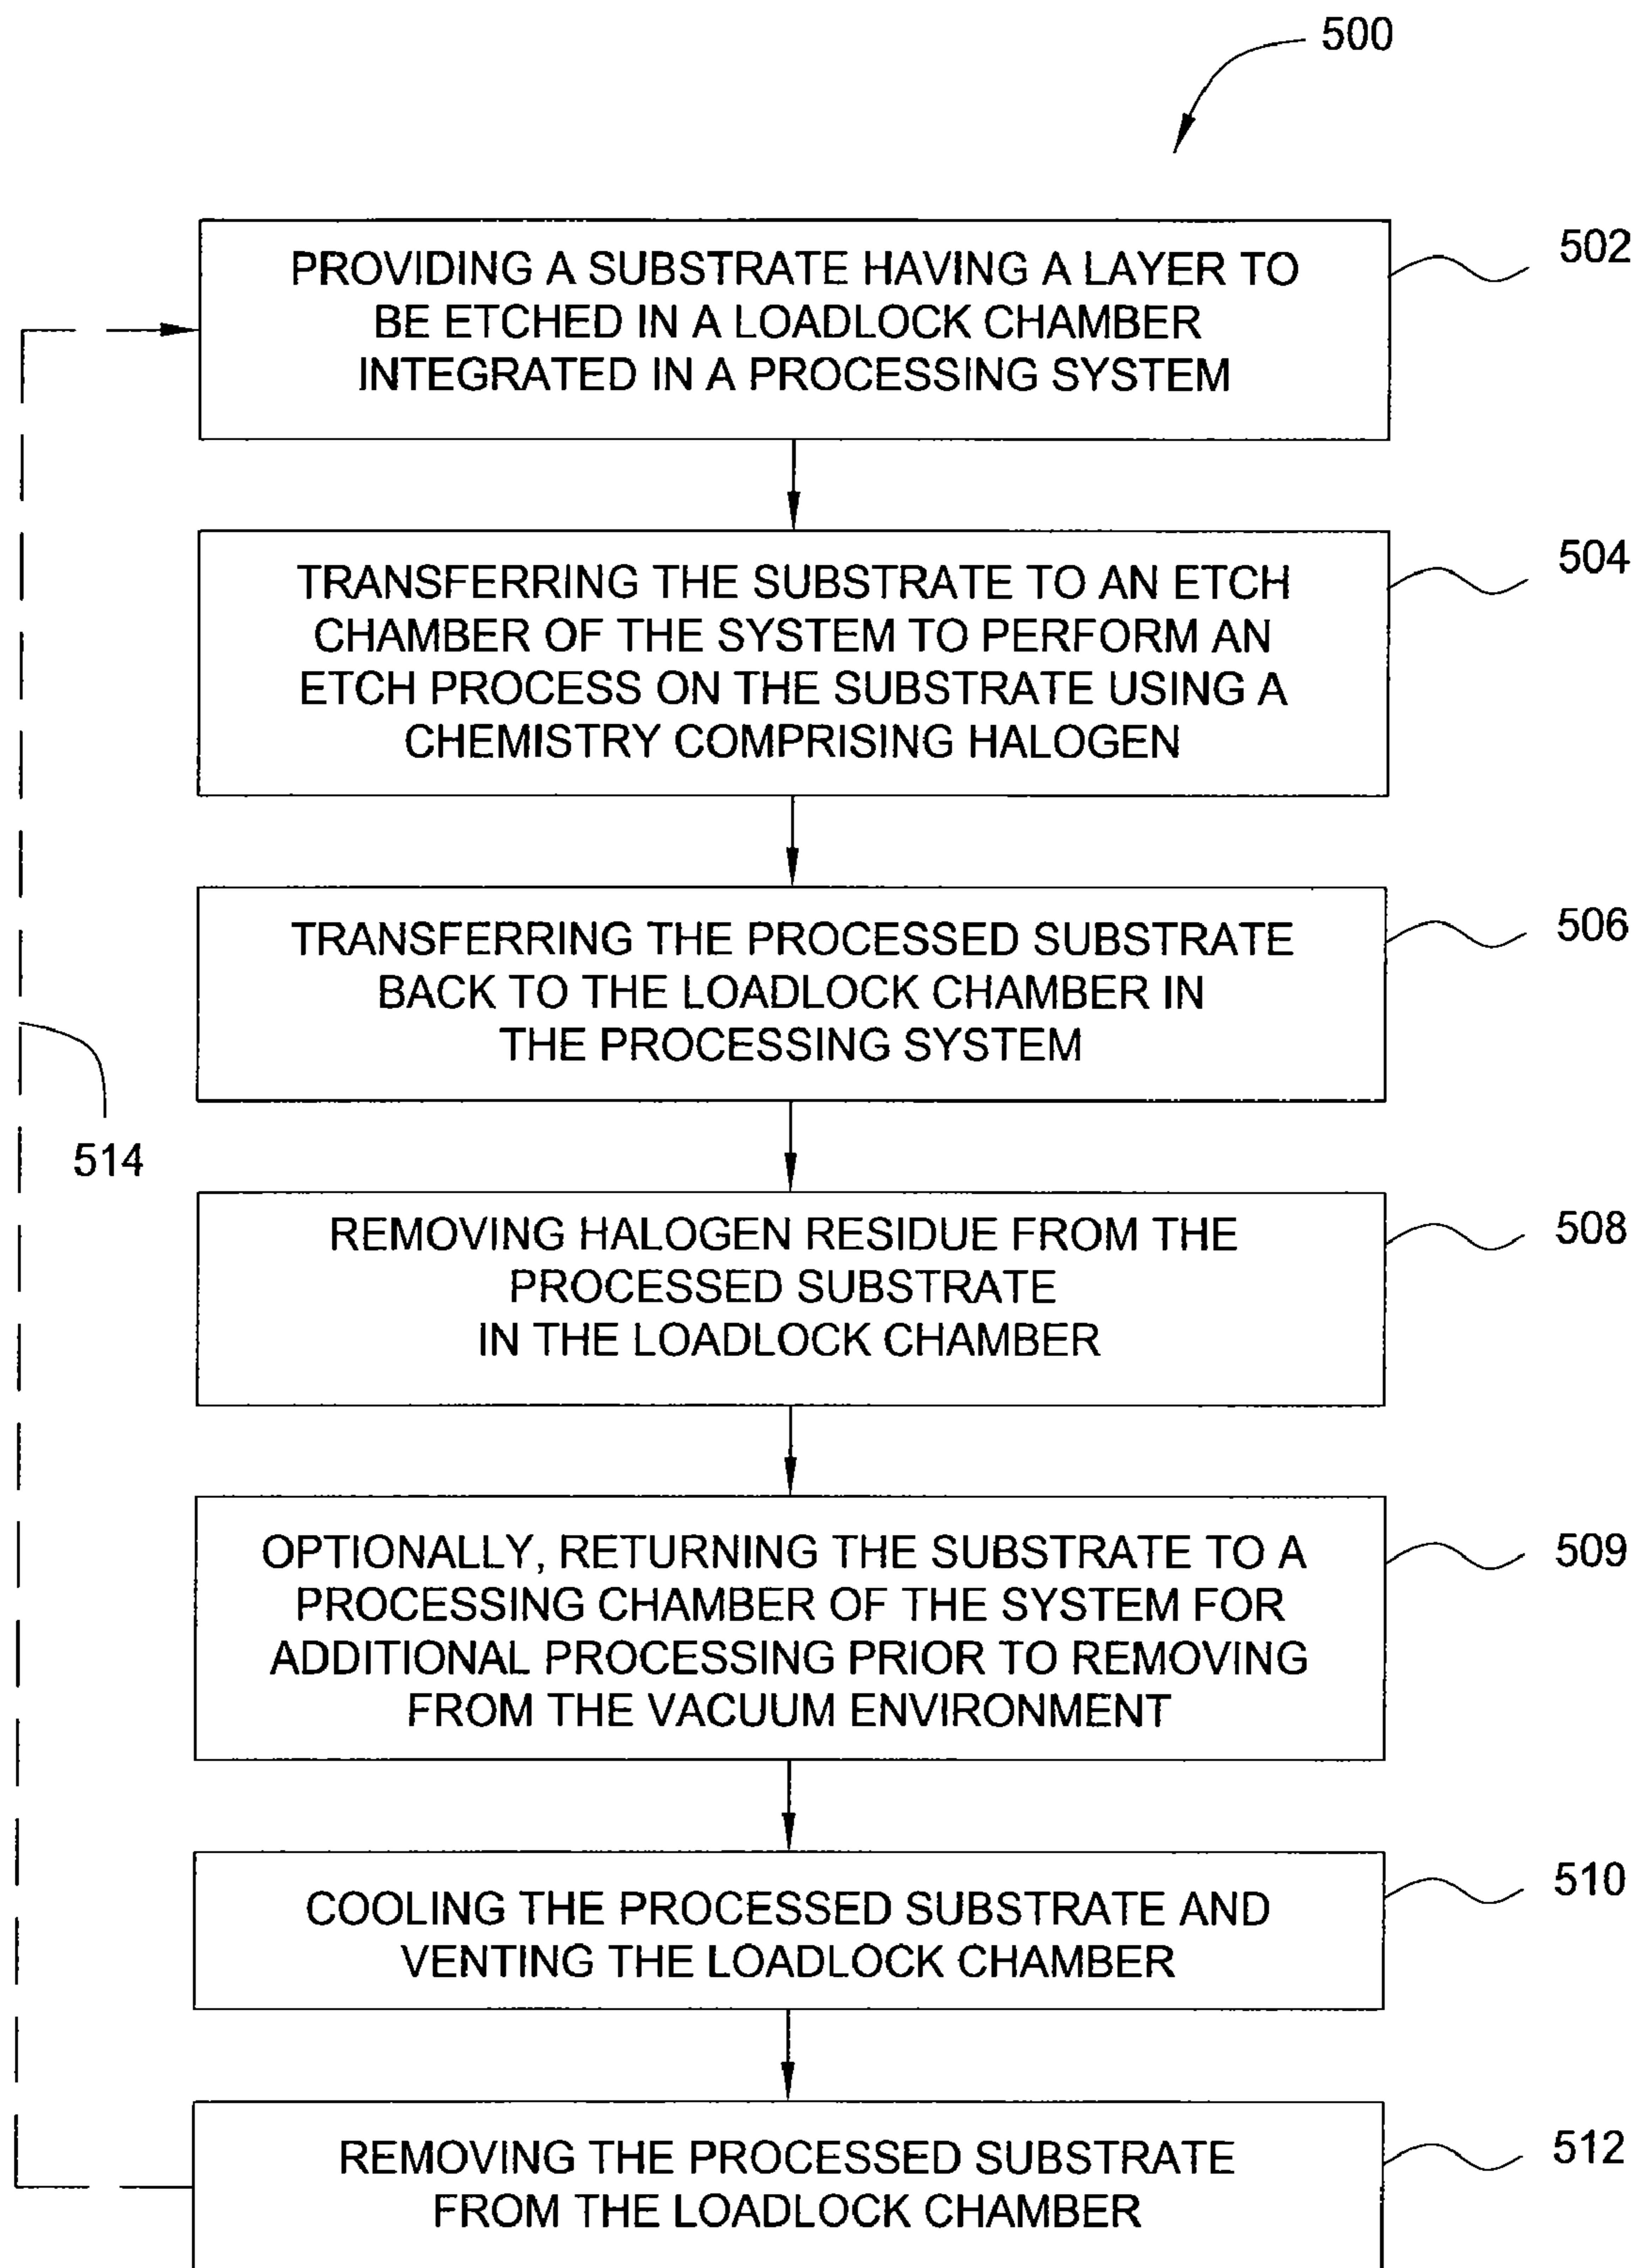 500
PROVIDING A SUBSTRATE HAVING A LAYER TO
BE ETCHED IN A LOADLOCK CHAMBER
INTEGRATED IN A PROCESSING SYSTEM
502
TRANSFERRING THE SUBSTRATE TO AN ETCH
CHAMBER OF THE SYSTEM TO PERFORM AN
ETCH PROCESS ON THE SUBSTRATE USING A
CHEMISTRY COMPRISING HALOGEN
504
TRANSFERRING THE PROCESSED SUBSTRATE
BACK TO THE LOADLOCK CHAMBER IN
THE PROCESSING SYSTEM
506
514
REMOVING HALOGEN RESIDUE FROM THE
PROCESSED SUBSTRATE
IN THE LOADLOCK CHAMBER
508
OPTIONALLY, RETURNING THE SUBSTRATE TO A
PROCESSING CHAMBER OF THE SYSTEM FOR
ADDITIONAL PROCESSING PRIOR TO REMOVING
FROM THE VACUUM ENVIRONMENT
509
COOLING THE PROCESSED SUBSTRATE AND
VENTING THE LOADLOCK CHAMBER
510
REMOVING THE PROCESSED SUBSTRATE
FROM THE LOADLOCK CHAMBER
512